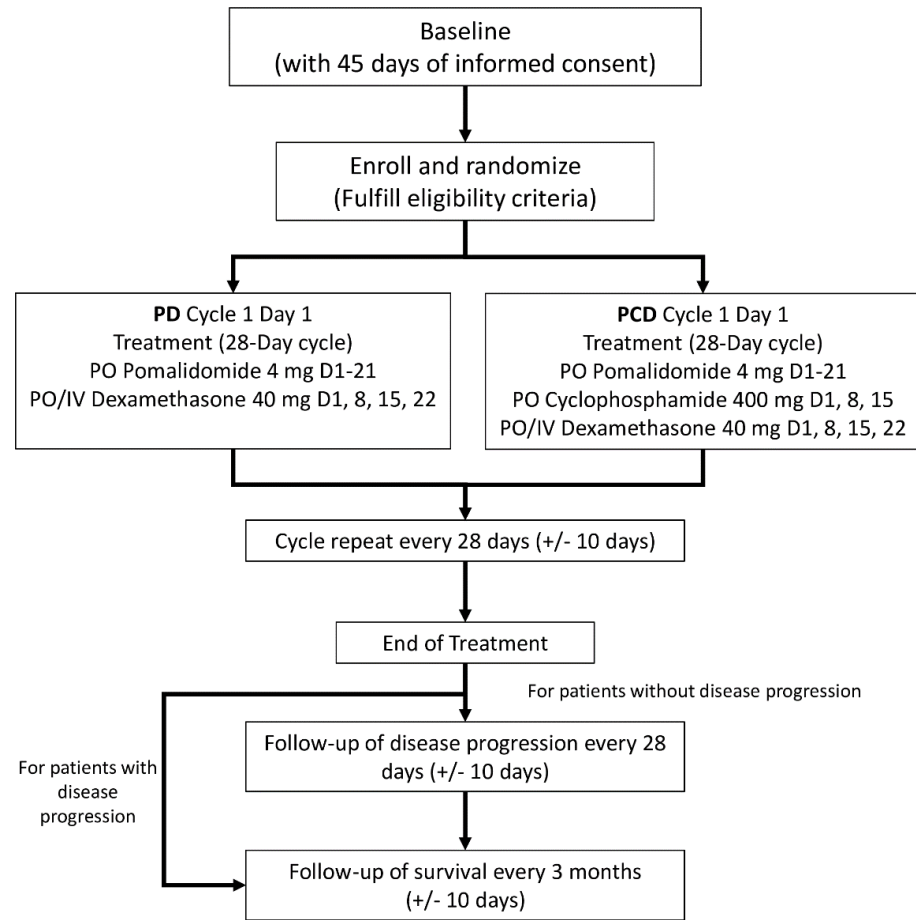 Baseline
(with 45 days of informed consent)
Enroll and randomize
(Fulfill eligibility criteria)
PD Cycle 1 Day 1
Treatment (28-Day cycle)
PO Pomalidomide 4 mg D1-21
PO/IV Dexamethasone 40 mg D1, 8, 15, 22
PCD Cycle 1 Day 1
Treatment (28-Day cycle)
PO Pomalidomide 4 mg D1-21
PO Cyclophosphamide 400 mg D1, 8, 15
PO/IV Dexamethasone 40 mg D1, 8, 15, 22
Cycle repeat every 28 days (+/- 10 days)
End of Treatment
For patients without disease progression
Follow-up of disease progression every 28
days (+/- 10 days)
For patients with
disease
progression
Follow-up of survival every 3 months
(+/- 10 days)